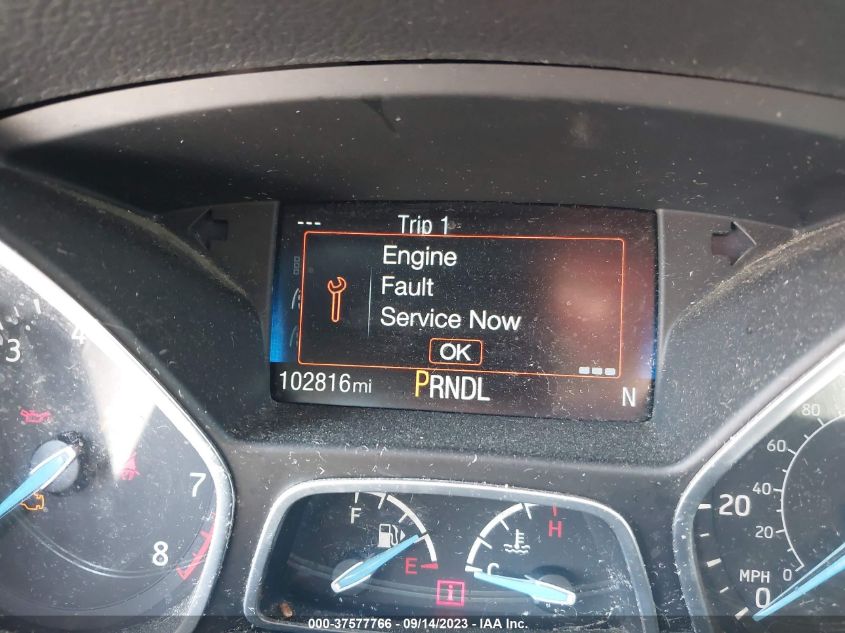 --- Trip 1
Engine
Fault
Service Now
OK
102816mi PRNDL N
3 4
7
8
F
E
H
C
i
80
60
40
20
20
MPH 0
0
000-37577766 - 09/14/2023 - IAA Inc.